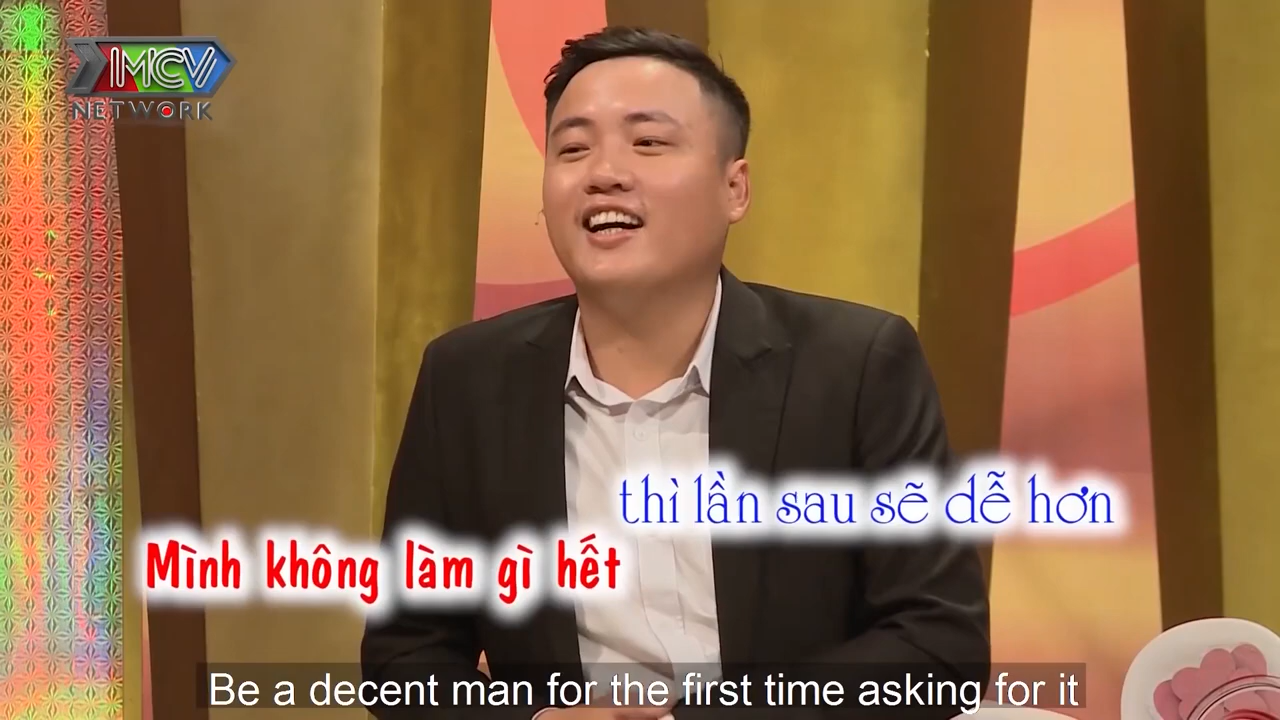 MCV
NETWORK
thì lần sau sẽ dễ hơn
Mình không làm gì hết
Be a decent man for the first time asking for it